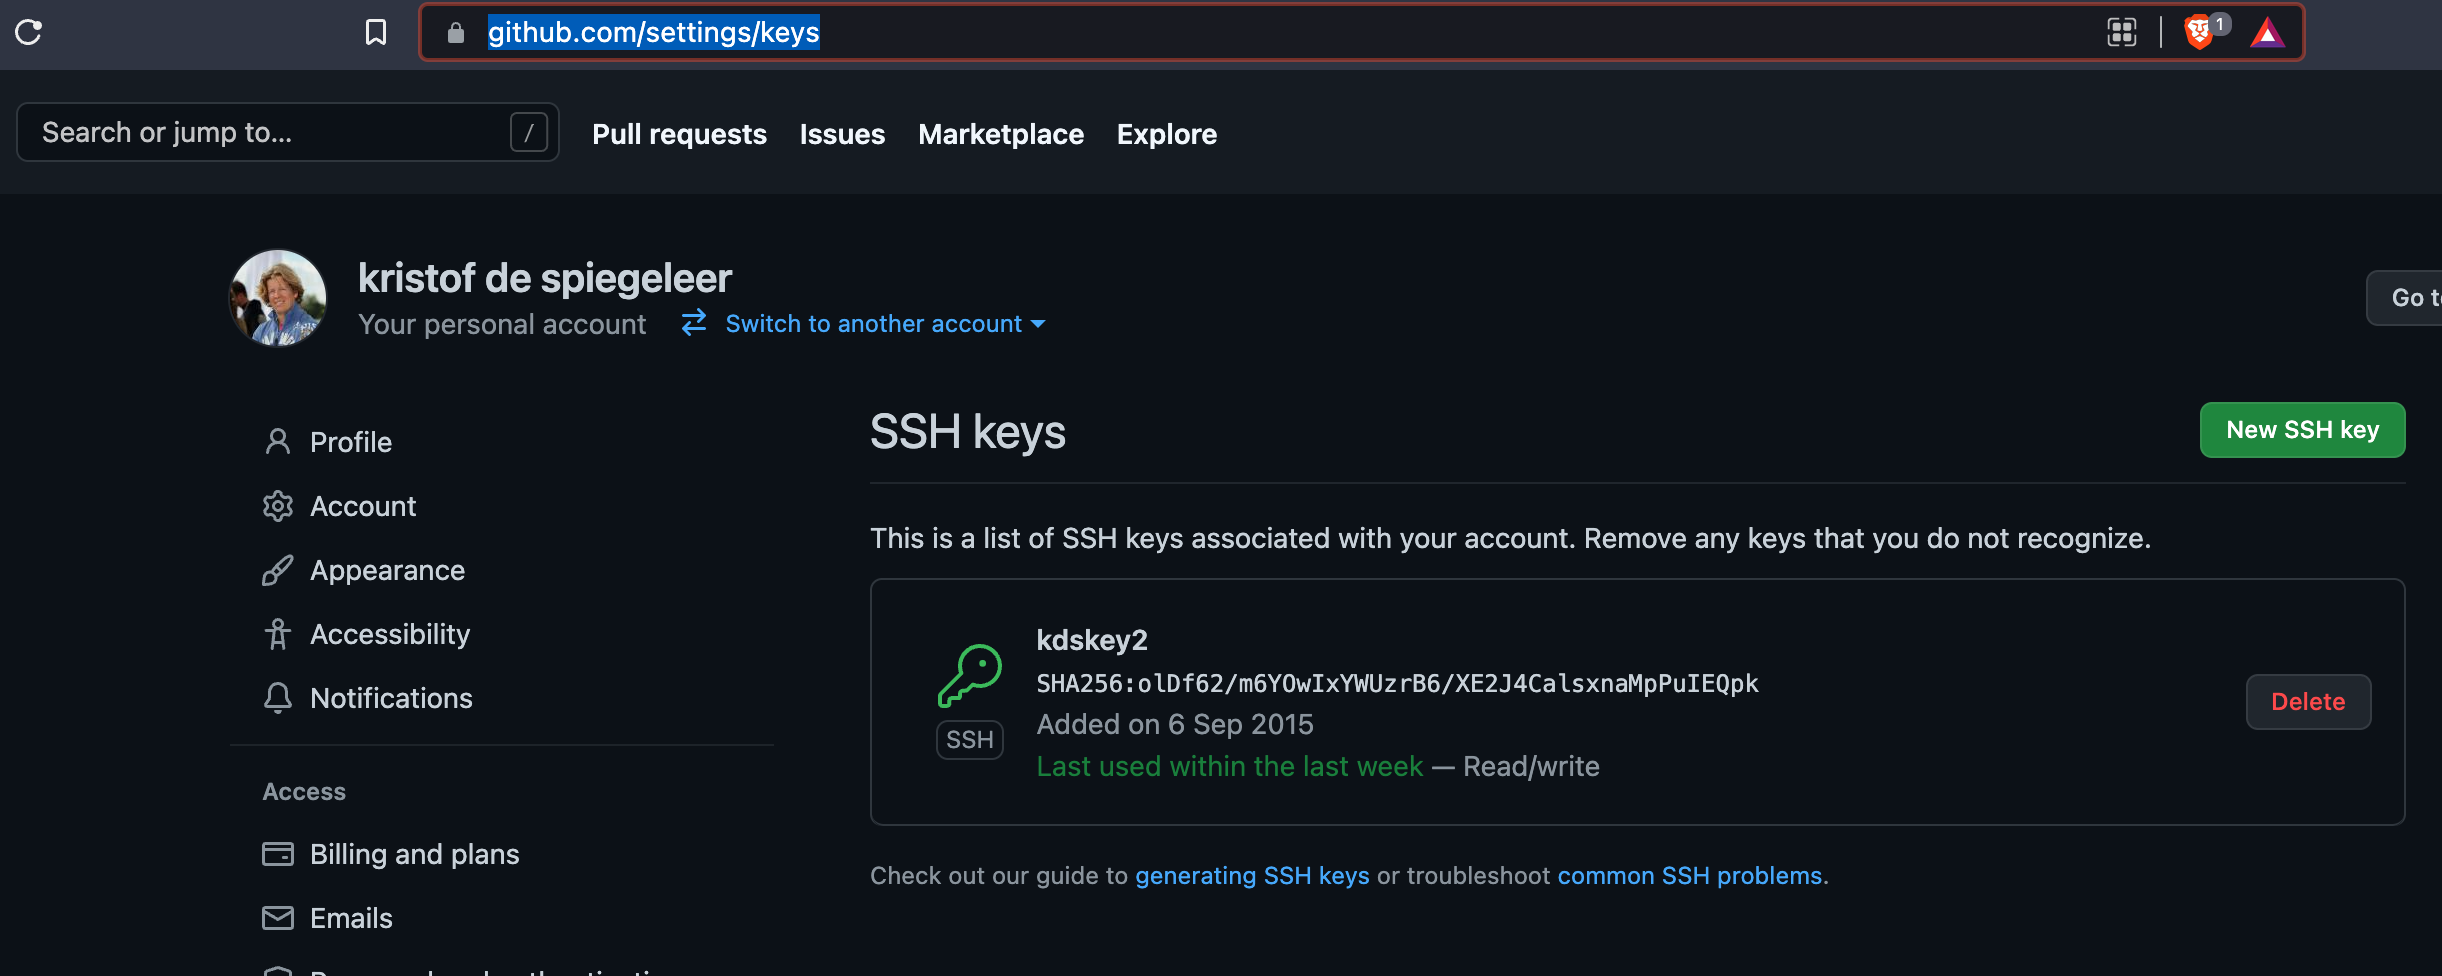 github.com/settings/keys
1
Search or jump to...
/
Pull requests
Issues
Marketplace
Explore
kristof de spiegeleer
Your personal account
Switch to another account
Go
Profile
Account
Appearance
Accessibility
Notifications
Access
Billing and plans
Emails
SSH keys
New SSH key
This is a list of SSH keys associated with your account. Remove any keys that you do not recognize.
kdskey2
SHA256:olDf62/m6YOwIxYWUzrB6/XE2J4CalsxnaMpPuIEQpk
Added on 6 Sep 2015
Last used within the last week — Read/write
SSH
Delete
Check out our guide to generating SSH keys or troubleshoot common SSH problems.